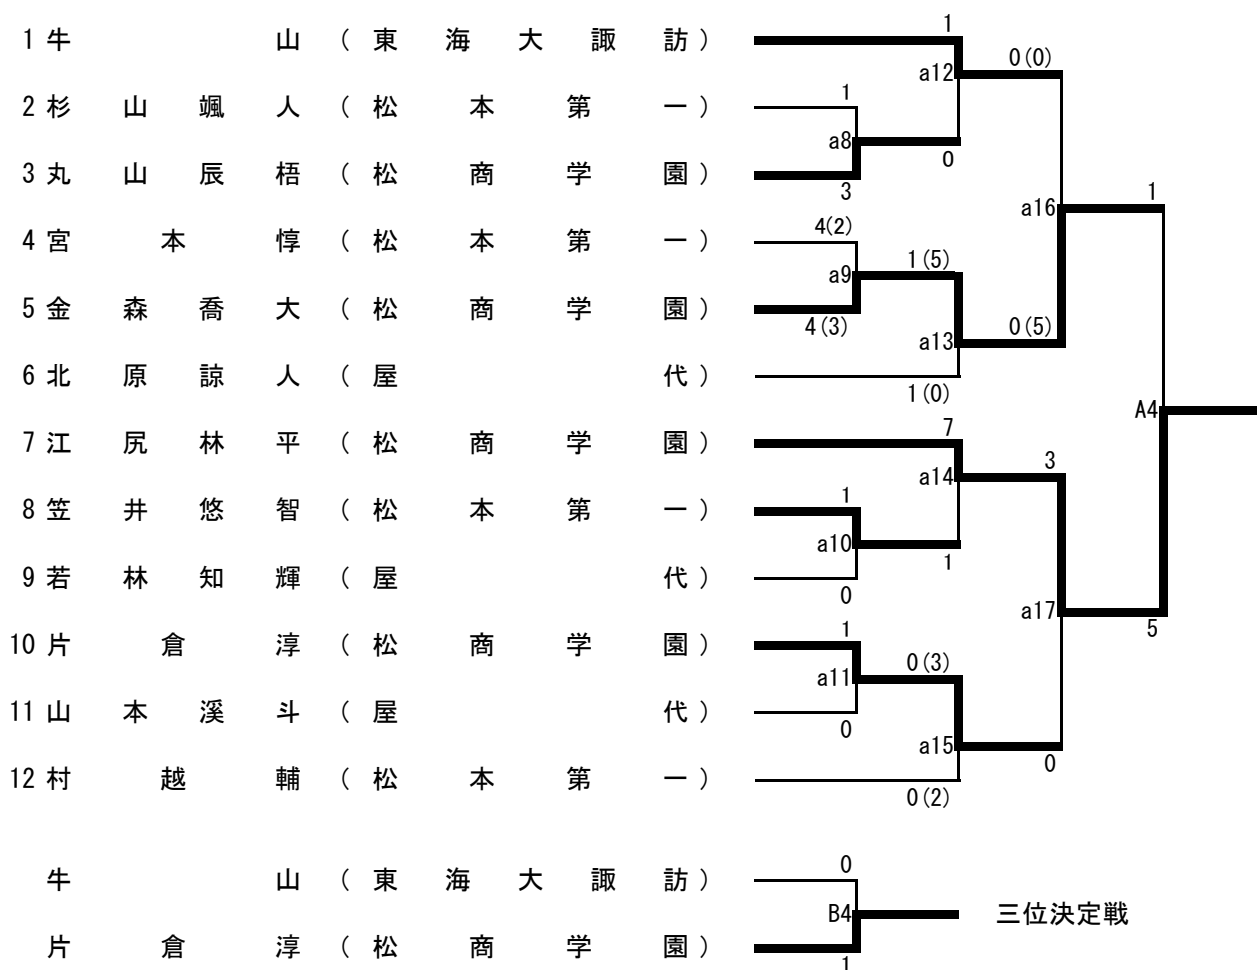 1 牛山（東海大諏訪）
1
0(0)
a12
2 杉山颯人（松本第一）
1
a8
0
3 丸山辰梧（松商学園）
3
a16
1
4 宮本惇（松本第一）
4(2)
a9
1(5)
5 金森喬大（松商学園）
4(3)
a13
0(5)
6 北原諒人（屋代）
1(0)
A4
7 江尻林平（松商学園）
7
a14
3
8 笠井悠智（松本第一）
1
a10
1
9 若林知輝（屋代）
0
a17
5
10 片倉淳（松商学園）
1
a11
0(3)
11 山本溪斗（屋代）
0
a15
0
12 村越輔（松本第一）
0(2)
牛山（東海大諏訪）
0
B4
三位決定戦
片倉淳（松商学園）
1